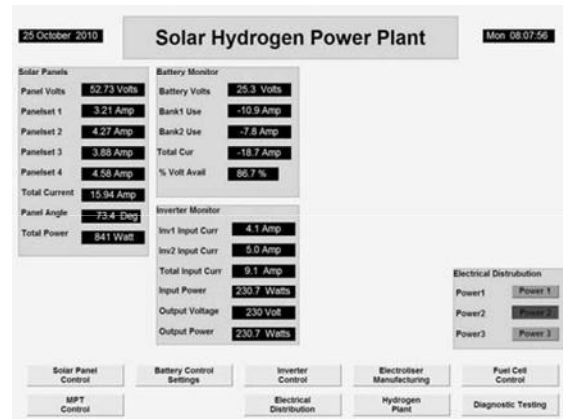 25 October 2010
Solar Hydrogen Power Plant
Mon 08:07:56
Solar Panels
Panel Volts 52.73 Volts
Panelset 1 3.21 Amp
Panelset 2 4.27 Amp
Panelset 3 3.88 Amp
Panelset 4 4.58 Amp
Total Current 15.94 Amp
Panel Angle 73.4 Deg
Total Power 841 Watt
Battery Monitor
Battery Volts 25.3 Volts
Bank1 Use -10.9 Amp
Bank2 Use -7.8 Amp
Total Cur -18.7 Amp
% Volt Avail 86.7 %
Inverter Monitor
Inv1 Input Curr 4.1 Amp
Inv2 Input Curr 5.0 Amp
Total Input Curr 9.1 Amp
Input Power 230.7 Watts
Output Voltage 230 Volt
Output Power 230.7 Watts
Electrical Distrubution
Power1 Power 1
Power2 Power 2
Power3 Power 3
Solar Panel Control
Battery Control Settings
Inverter Control
Electroliser Manufacturing
Fuel Cell Control
MPT Control
Electrical Distribution
Hydrogen Plant
Diagnostic Testing